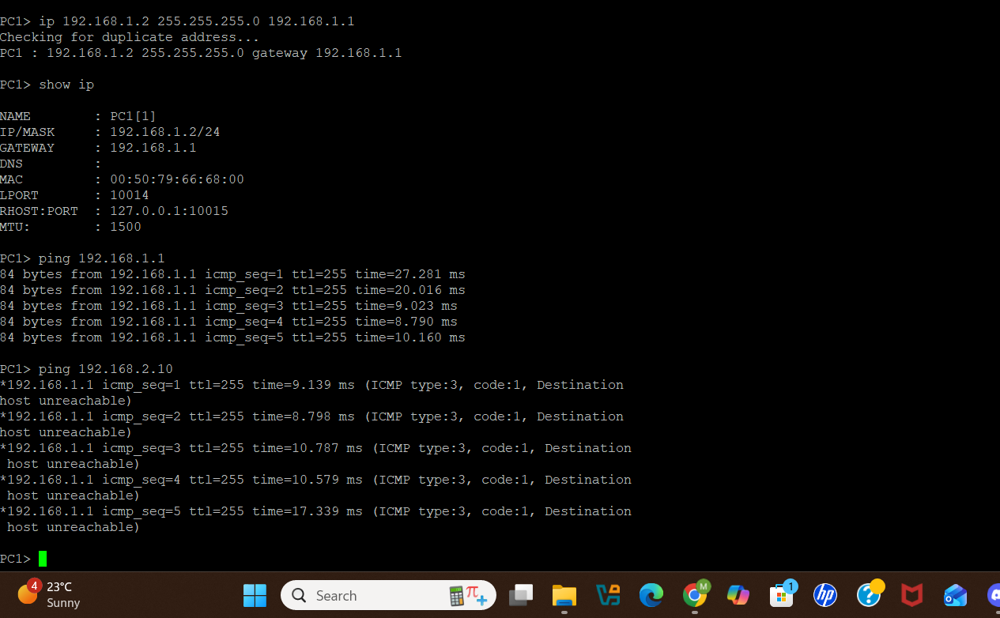 PC1> ip 192.168.1.2 255.255.255.0 192.168.1.1
Checking for duplicate address...
PC1 : 192.168.1.2 255.255.255.0 gateway 192.168.1.1
PC1> show ip
NAME        : PC1[1]
IP/MASK     : 192.168.1.2/24
GATEWAY     : 192.168.1.1
DNS         :
MAC         : 00:50:79:66:68:00
LPORT       : 10014
RHOST:PORT  : 127.0.0.1:10015
MTU:        : 1500
PC1> ping 192.168.1.1
84 bytes from 192.168.1.1 icmp_seq=1 ttl=255 time=27.281 ms
84 bytes from 192.168.1.1 icmp_seq=2 ttl=255 time=20.016 ms
84 bytes from 192.168.1.1 icmp_seq=3 ttl=255 time=9.023 ms
84 bytes from 192.168.1.1 icmp_seq=4 ttl=255 time=8.790 ms
84 bytes from 192.168.1.1 icmp_seq=5 ttl=255 time=10.160 ms
PC1> ping 192.168.2.10
*192.168.1.1 icmp_seq=1 ttl=255 time=9.139 ms (ICMP type:3, code:1, Destination
host unreachable)
*192.168.1.1 icmp_seq=2 ttl=255 time=8.798 ms (ICMP type:3, code:1, Destination
host unreachable)
*192.168.1.1 icmp_seq=3 ttl=255 time=10.787 ms (ICMP type:3, code:1, Destination
 host unreachable)
*192.168.1.1 icmp_seq=4 ttl=255 time=10.579 ms (ICMP type:3, code:1, Destination
 host unreachable)
*192.168.1.1 icmp_seq=5 ttl=255 time=17.339 ms (ICMP type:3, code:1, Destination
 host unreachable)
PC1>
4
23°C
Sunny
Search
π
M
1
hp
?
o